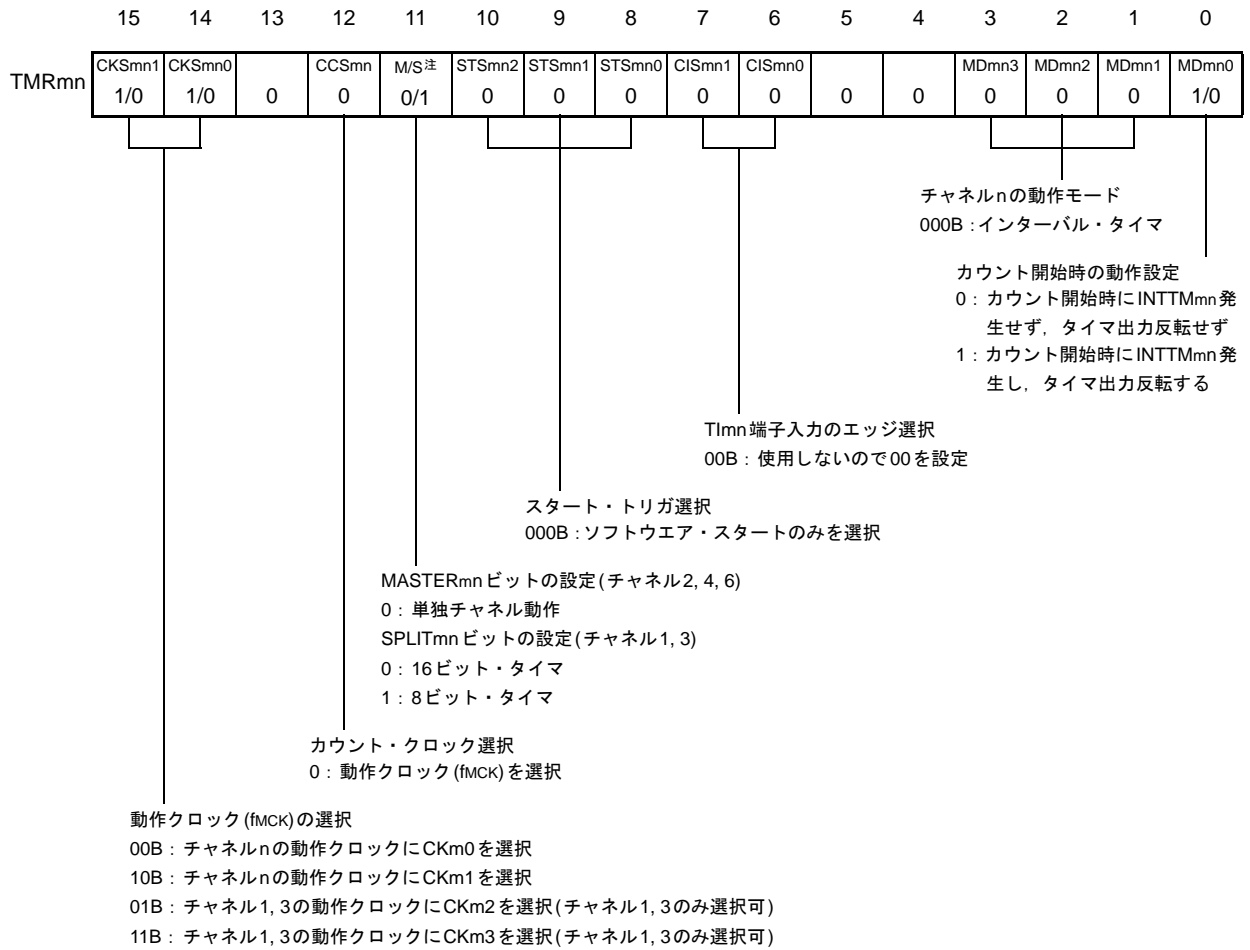 15 14 13 12 11 10 9 8 7 6 5 4 3 2 1 0
TMRmn
CKSmn1 CKSmn0 CCSmn M/S注 STSmn2 STSmn1 STSmn0 CISmn1 CISmn0 MDmn3 MDmn2 MDmn1 MDmn0
1/0 1/0 0 0 0/1 0 0 0 0 0 0 0 0 0 0 1/0
チャネルnの動作モード
000B：インターバル・タイマ
カウント開始時の動作設定
0：カウント開始時にINTTMmn発
生せず，タイマ出力反転せず
1：カウント開始時にINTTMmn発
生し，タイマ出力反転する
TImn端子入力のエッジ選択
00B：使用しないので00を設定
スタート・トリガ選択
000B：ソフトウエア・スタートのみを選択
MASTERmnビットの設定(チャネル2, 4, 6)
0：単独チャネル動作
SPLITmnビットの設定(チャネル1, 3)
0：16ビット・タイマ
1：8ビット・タイマ
カウント・クロック選択
0：動作クロック(fMCK)を選択
動作クロック(fMCK)の選択
00B：チャネルnの動作クロックにCKm0を選択
10B：チャネルnの動作クロックにCKm1を選択
01B：チャネル1, 3の動作クロックにCKm2を選択(チャネル1, 3のみ選択可)
11B：チャネル1, 3の動作クロックにCKm3を選択(チャネル1, 3のみ選択可)